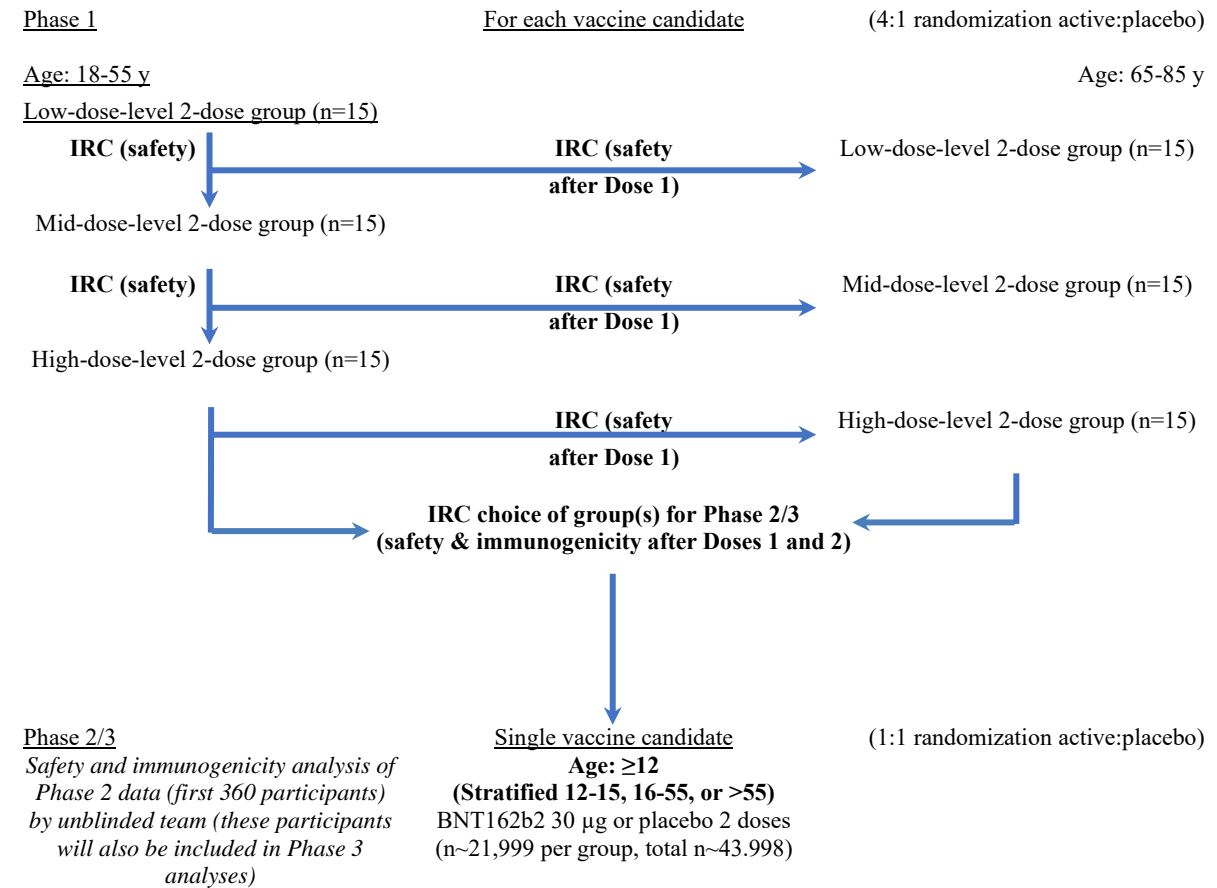 Phase 1 For each vaccine candidate (4:1 randomization active:placebo)
Age: 18-55 y Age: 65-85 y
Low-dose-level 2-dose group (n=15)
IRC (safety) IRC (safety Low-dose-level 2-dose group (n=15)
after Dose 1)
Mid-dose-level 2-dose group (n=15)
IRC (safety) IRC (safety Mid-dose-level 2-dose group (n=15)
after Dose 1)
High-dose-level 2-dose group (n=15)
IRC (safety High-dose-level 2-dose group (n=15)
after Dose 1)
IRC choice of group(s) for Phase 2/3
(safety & immunogenicity after Doses 1 and 2)
Phase 2/3 Single vaccine candidate (1:1 randomization active:placebo)
Safety and immunogenicity analysis of
Phase 2 data (first 360 participants)
by unblinded team (these participants
will also be included in Phase 3
analyses)
Age: ≥12
(Stratified 12-15, 16-55, or >55)
BNT162b2 30 µg or placebo 2 doses
(n~21,999 per group, total n~43.998)